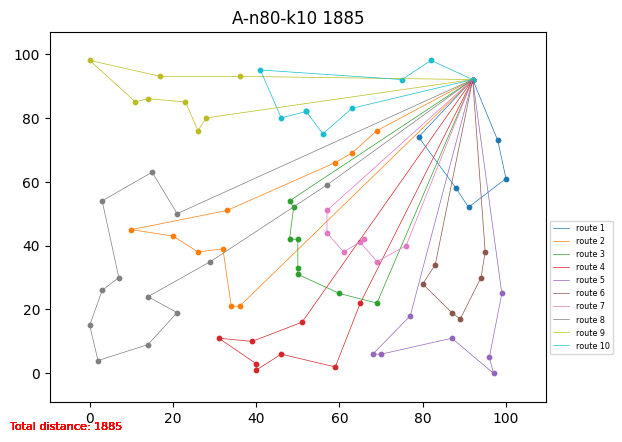 A-n80-k10 1885
100
80
60
40
20
0
0 20 40 60 80 100
route 1
route 2
route 3
route 4
route 5
route 6
route 7
route 8
route 9
route 10
Total distance: 1885